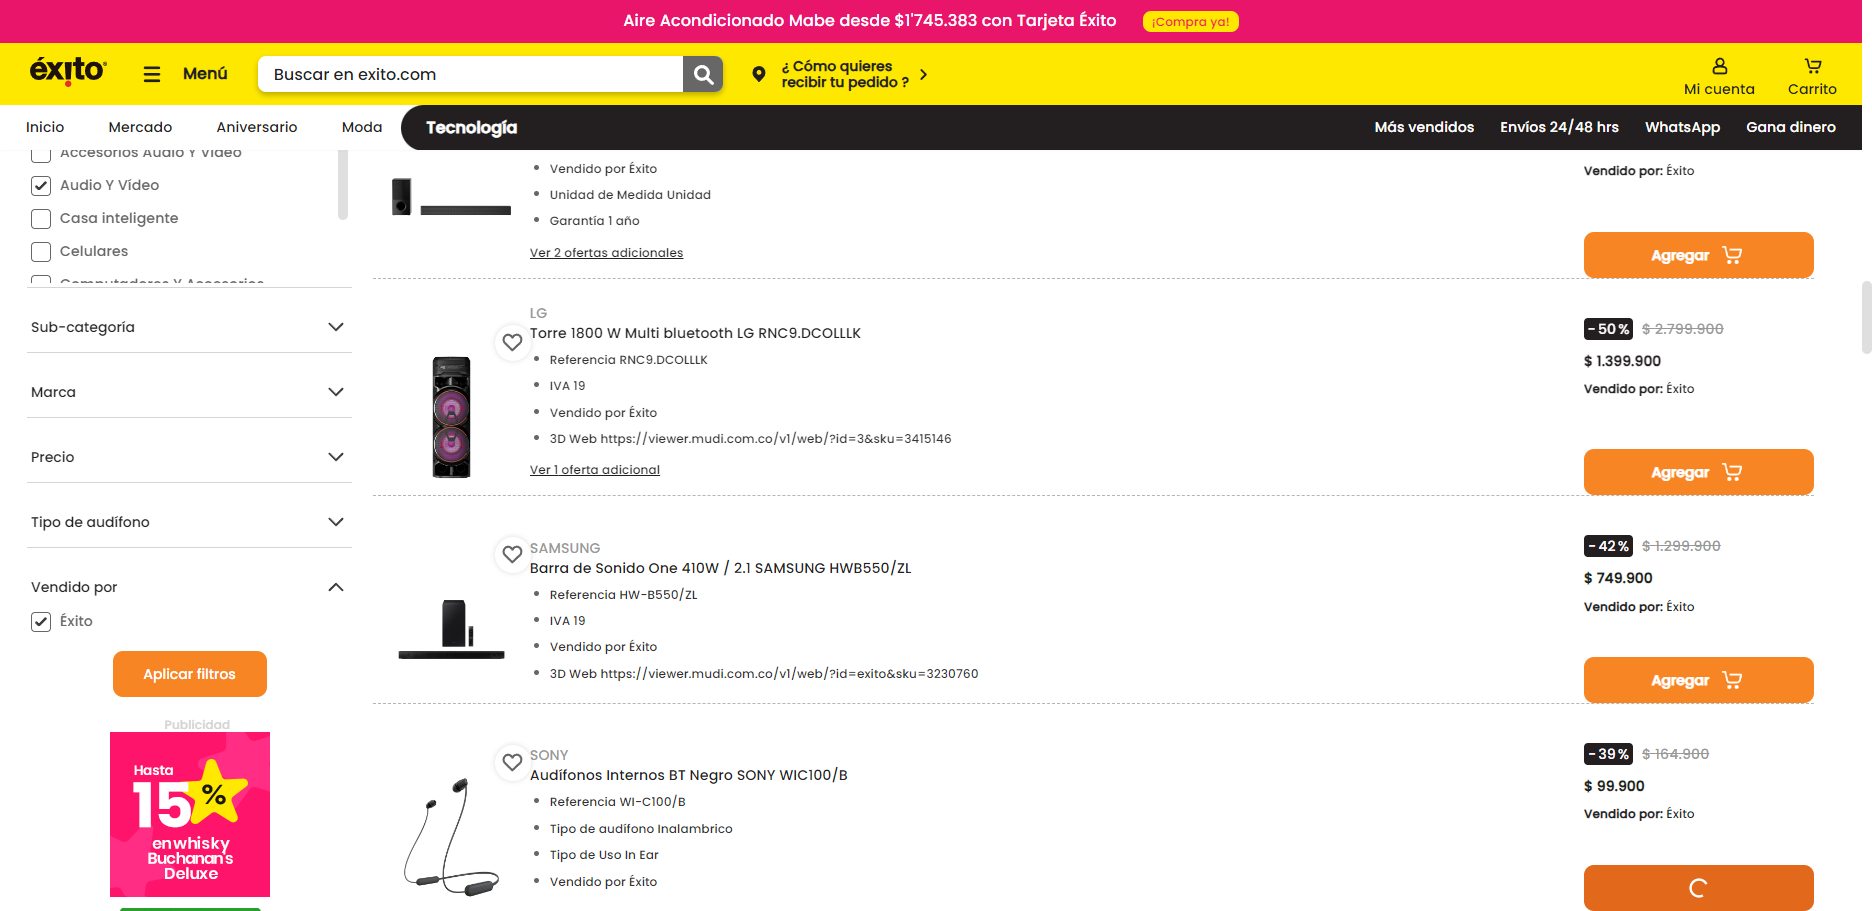 Aire Acondicionado Mabe desde $1'745.383 con Tarjeta Éxito
¡Compra ya!
éxito
Menú
Buscar en exito.com
¿ Cómo quieres
recibir tu pedido ?
Mi cuenta
Carrito
Inicio
Mercado
Aniversario
Moda
Tecnología
Más vendidos
Envíos 24/48 hrs
WhatsApp
Gana dinero
Accesorios Audio Y Video
Audio Y Vídeo
Casa inteligente
Celulares
Computadores Y Accesorios
Sub-categoría
Marca
Precio
Tipo de audífono
Vendido por
Éxito
Aplicar filtros
Publicidad
Hasta
15%
en whisky
Buchanan's
Deluxe
Vendido por Éxito
Unidad de Medida Unidad
Garantía 1 año
Ver 2 ofertas adicionales
Vendido por: Éxito
Agregar
LG
Torre 1800 W Multi bluetooth LG RNC9.DCOLLLK
Referencia RNC9.DCOLLLK
IVA 19
Vendido por Éxito
3D Web https://viewer.mudi.com.co/v1/web/?id=3&sku=3415146
Ver 1 oferta adicional
-50% $ 2.799.900
$ 1.399.900
Vendido por: Éxito
Agregar
SAMSUNG
Barra de Sonido One 410W / 2.1 SAMSUNG HWB550/ZL
Referencia HW-B550/ZL
IVA 19
Vendido por Éxito
3D Web https://viewer.mudi.com.co/v1/web/?id=exito&sku=3230760
-42% $ 1.299.900
$ 749.900
Vendido por: Éxito
Agregar
SONY
Audífonos Internos BT Negro SONY WIC100/B
Referencia WI-C100/B
Tipo de audífono Inalambrico
Tipo de Uso In Ear
Vendido por Éxito
-39% $ 164.900
$ 99.900
Vendido por: Éxito